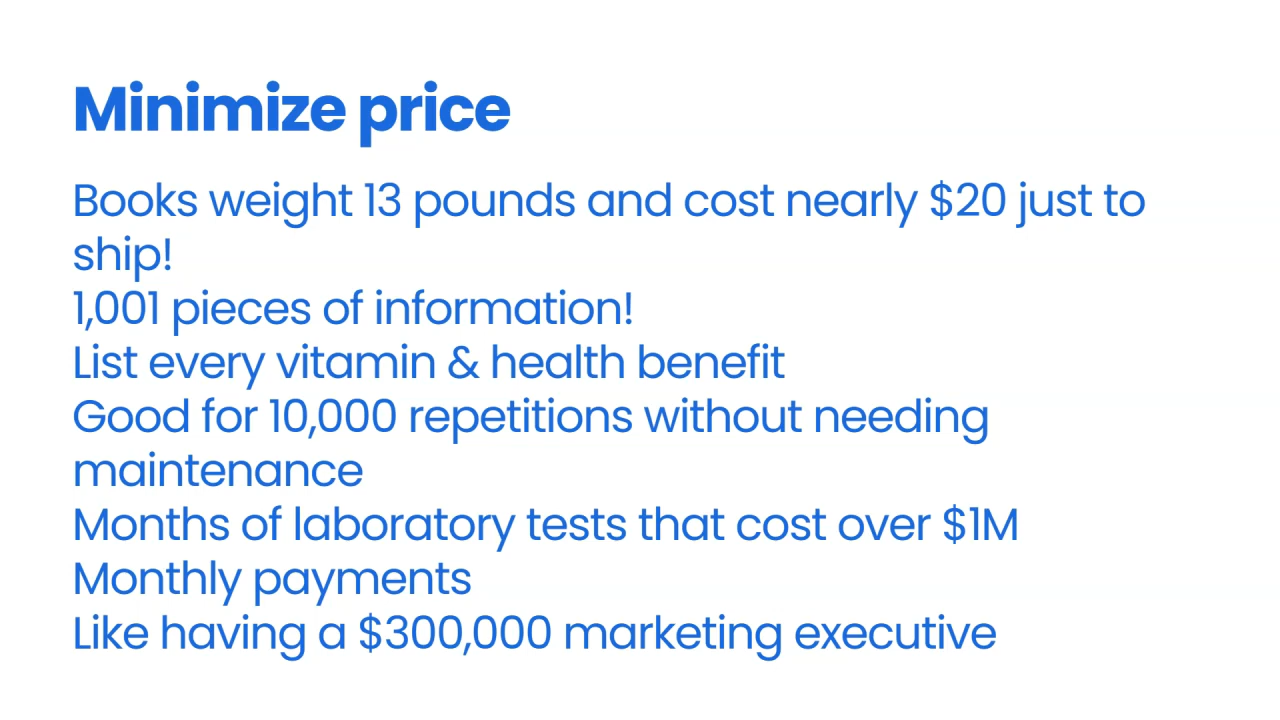 Minimize price
Books weight 13 pounds and cost nearly $20 just to
ship!
1,001 pieces of information!
List every vitamin & health benefit
Good for 10,000 repetitions without needing
maintenance
Months of laboratory tests that cost over $1M
Monthly payments
Like having a $300,000 marketing executive